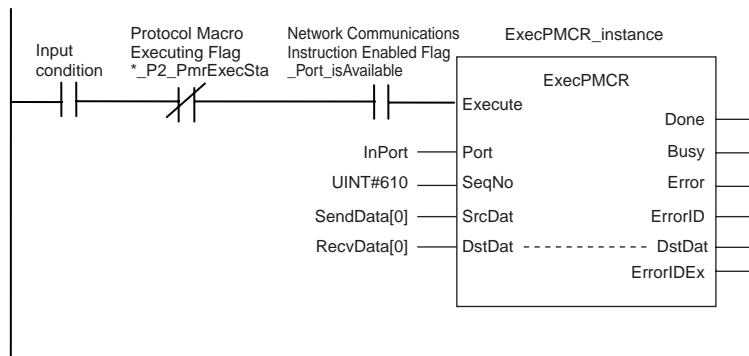 Input
condition
Protocol Macro
Executing Flag
*_P2_PmrExecSta
Network Communications
Instruction Enabled Flag
_Port_isAvailable
ExecPMCR_instance
ExecPMCR
Execute
Done
InPort
Port
Busy
UINT#610
SeqNo
Error
SendData[0]
SrcDat
ErrorID
RecvData[0]
DstDat
DstDat
ErrorIDEx